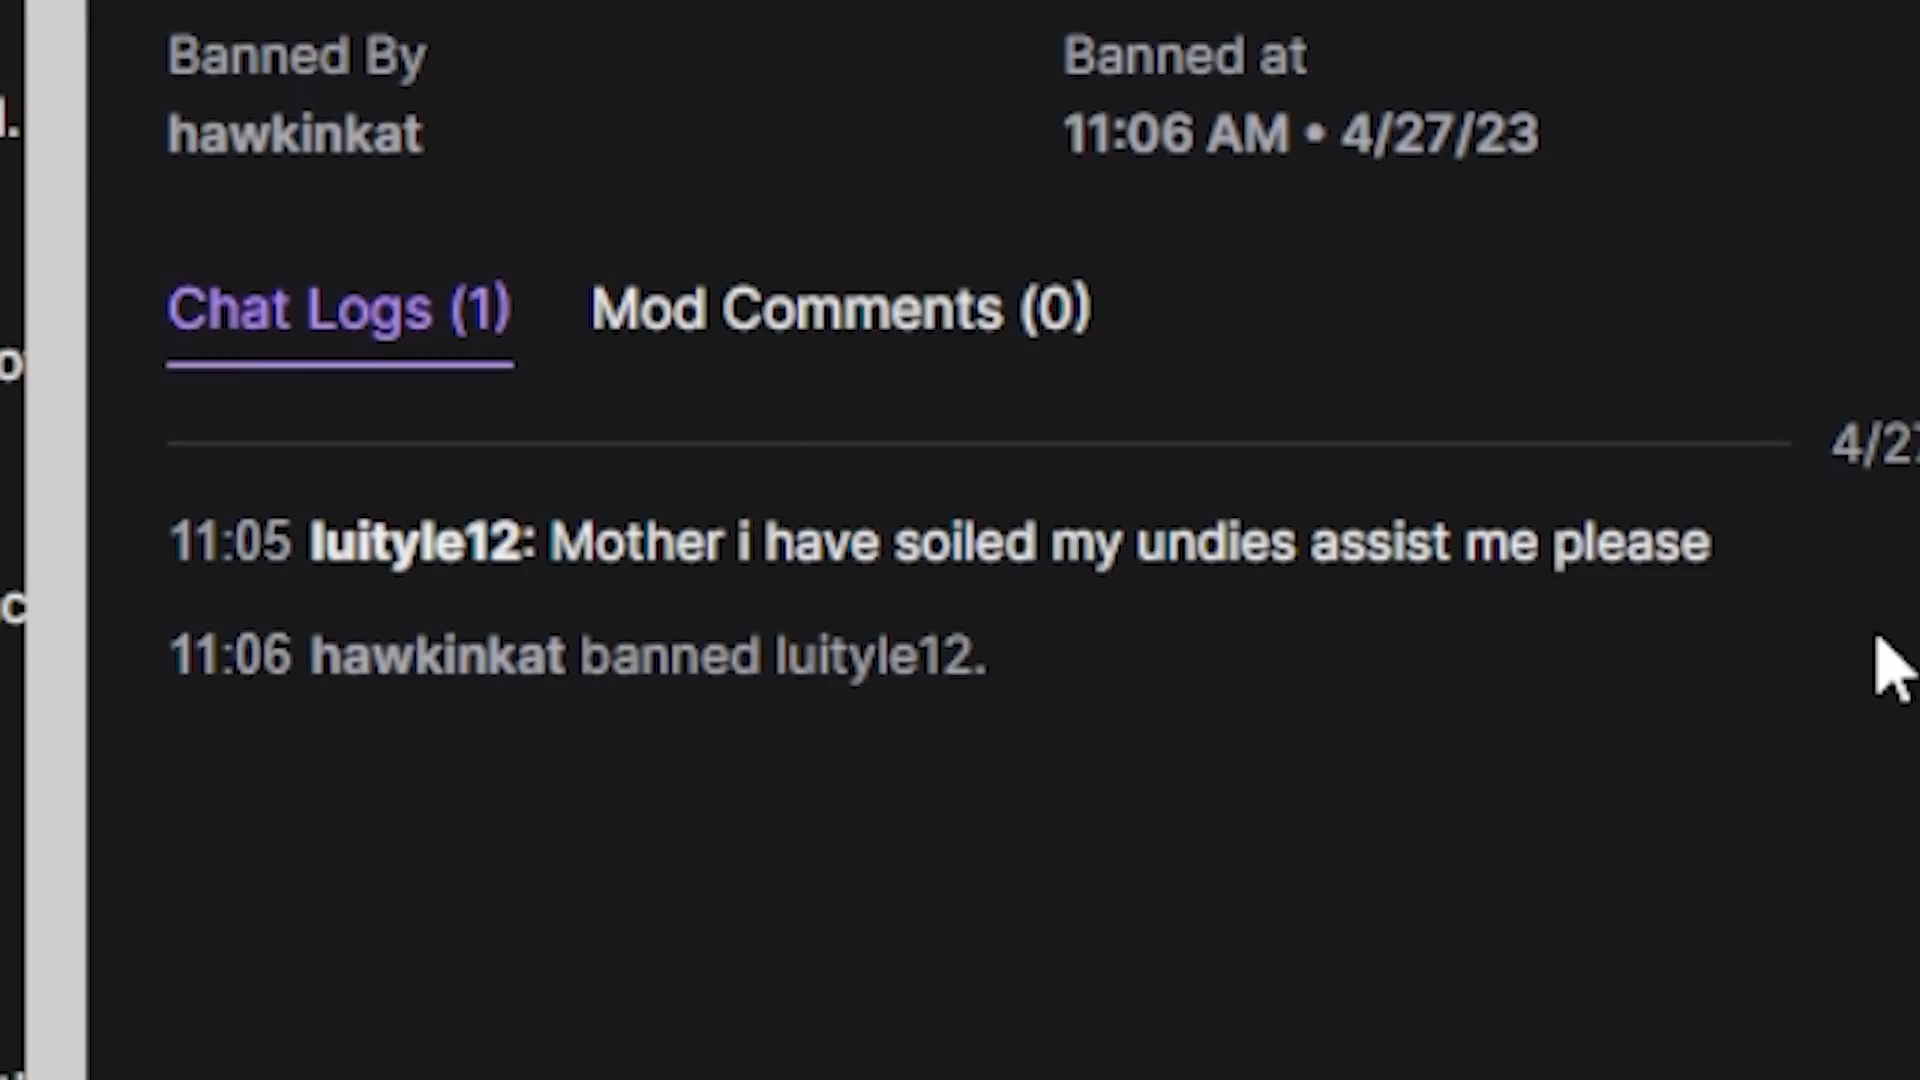 Banned By
Banned at
hawkinkat
11:06 AM • 4/27/23
Chat Logs (1)
Mod Comments (0)
4/27
11:05 luityle12: Mother i have soiled my undies assist me please
11:06 hawkinkat banned luityle12.